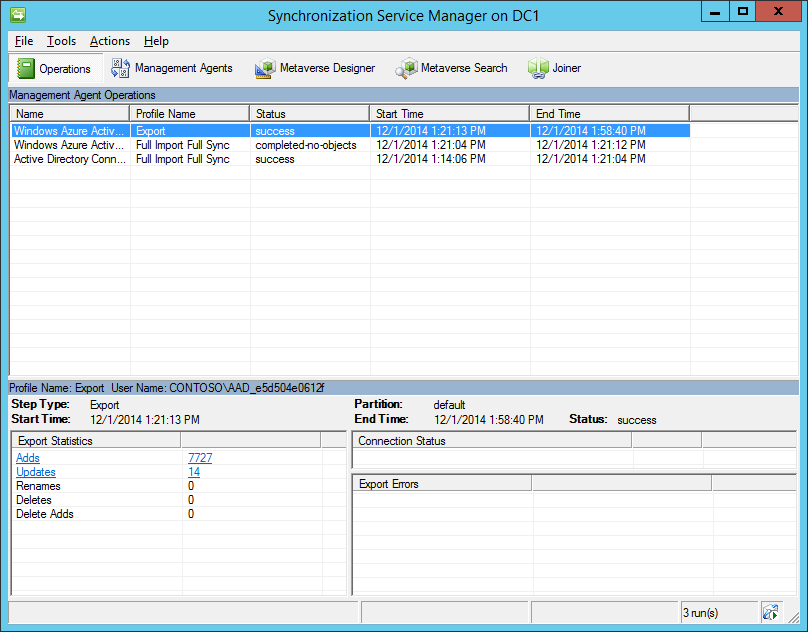 Synchronization Service Manager on DC1
File Tools Actions Help
Operations Management Agents Metaverse Designer Metaverse Search Joiner
Management Agent Operations
Name Profile Name Status Start Time End Time
Windows Azure Activ... Export success 12/1/2014 1:21:13 PM 12/1/2014 1:58:40 PM
Windows Azure Activ... Full Import Full Sync completed-no-objects 12/1/2014 1:21:04 PM 12/1/2014 1:21:12 PM
Active Directory Conn... Full Import Full Sync success 12/1/2014 1:14:06 PM 12/1/2014 1:21:04 PM
Profile Name: Export User Name: CONTOSO\AAD_e5d504e0612f
Step Type: Export Partition: default
Start Time: 12/1/2014 1:21:13 PM End Time: 12/1/2014 1:58:40 PM Status: success
Export Statistics Connection Status
Adds 7727
Updates 14
Renames 0 Export Errors
Deletes 0
Delete Adds 0
3 run(s)